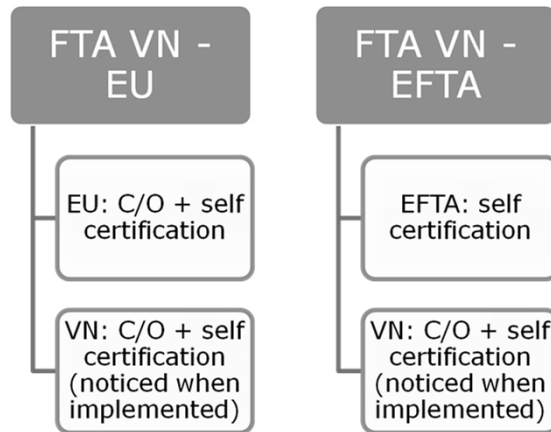 FTA VN -
EU
EU: C/O + self
certification
VN: C/O + self
certification
(noticed when
implemented)
FTA VN -
EFTA
EFTA: self
certification
VN: C/O + self
certification
(noticed when
implemented)